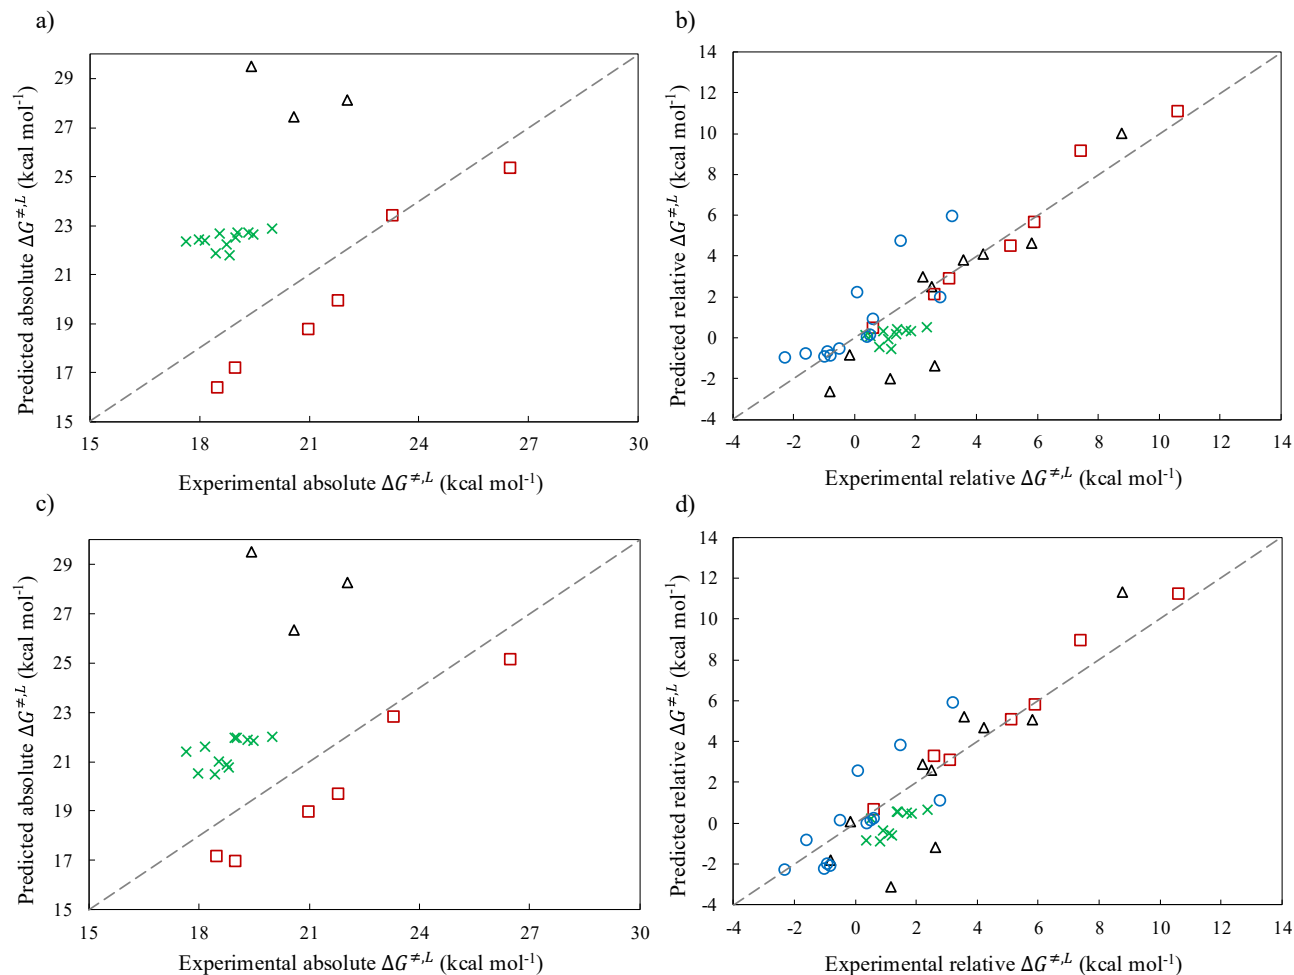 a)
Predicted absolute ΔG^≠,L (kcal mol-1)
29
27
25
23
21
19
17
15
15 18 21 24 27 30
Experimental absolute ΔG^≠,L (kcal mol-1)
b)
Predicted relative ΔG^≠,L (kcal mol-1)
14
12
10
8
6
4
2
0
-2
-4
-4 -2 0 2 4 6 8 10 12 14
Experimental relative ΔG^≠,L (kcal mol-1)
c)
Predicted absolute ΔG^≠,L (kcal mol-1)
29
27
25
23
21
19
17
15
15 18 21 24 27 30
Experimental absolute ΔG^≠,L (kcal mol-1)
d)
Predicted relative ΔG^≠,L (kcal mol-1)
14
12
10
8
6
4
2
0
-2
-4
-4 -2 0 2 4 6 8 10 12 14
Experimental relative ΔG^≠,L (kcal mol-1)